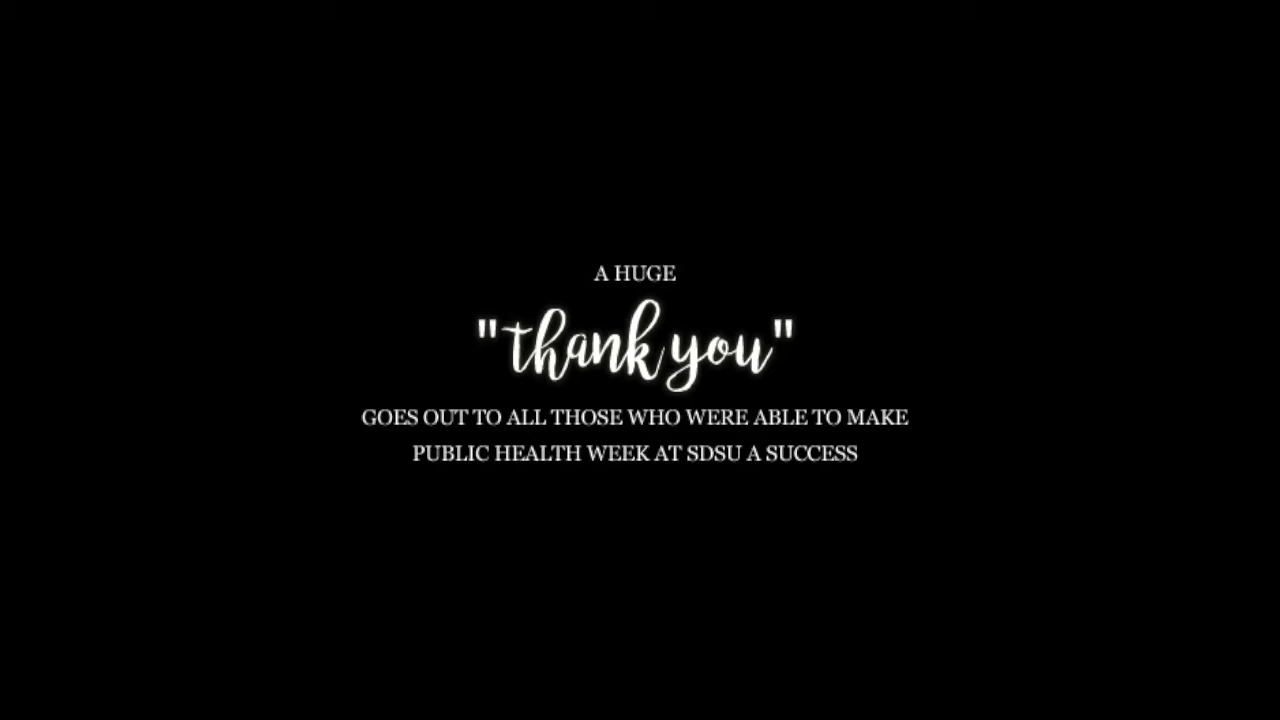 A HUGE
"thank you"
GOES OUT TO ALL THOSE WHO WERE ABLE TO MAKE
PUBLIC HEALTH WEEK AT SDSU A SUCCESS